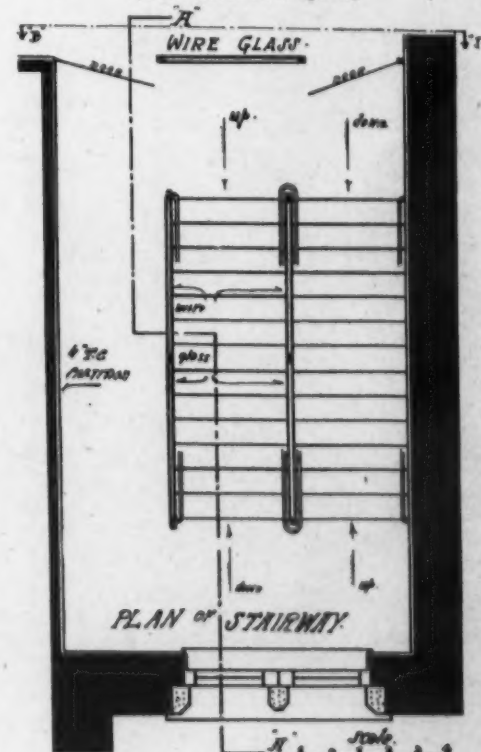 "A"
"B"
WIRE GLASS.
DOOR
DOOR
up.
down
wire
glass
4" T.C.
PARTITION
down
up
PLAN OF STAIRWAY.
"A"
Scale.